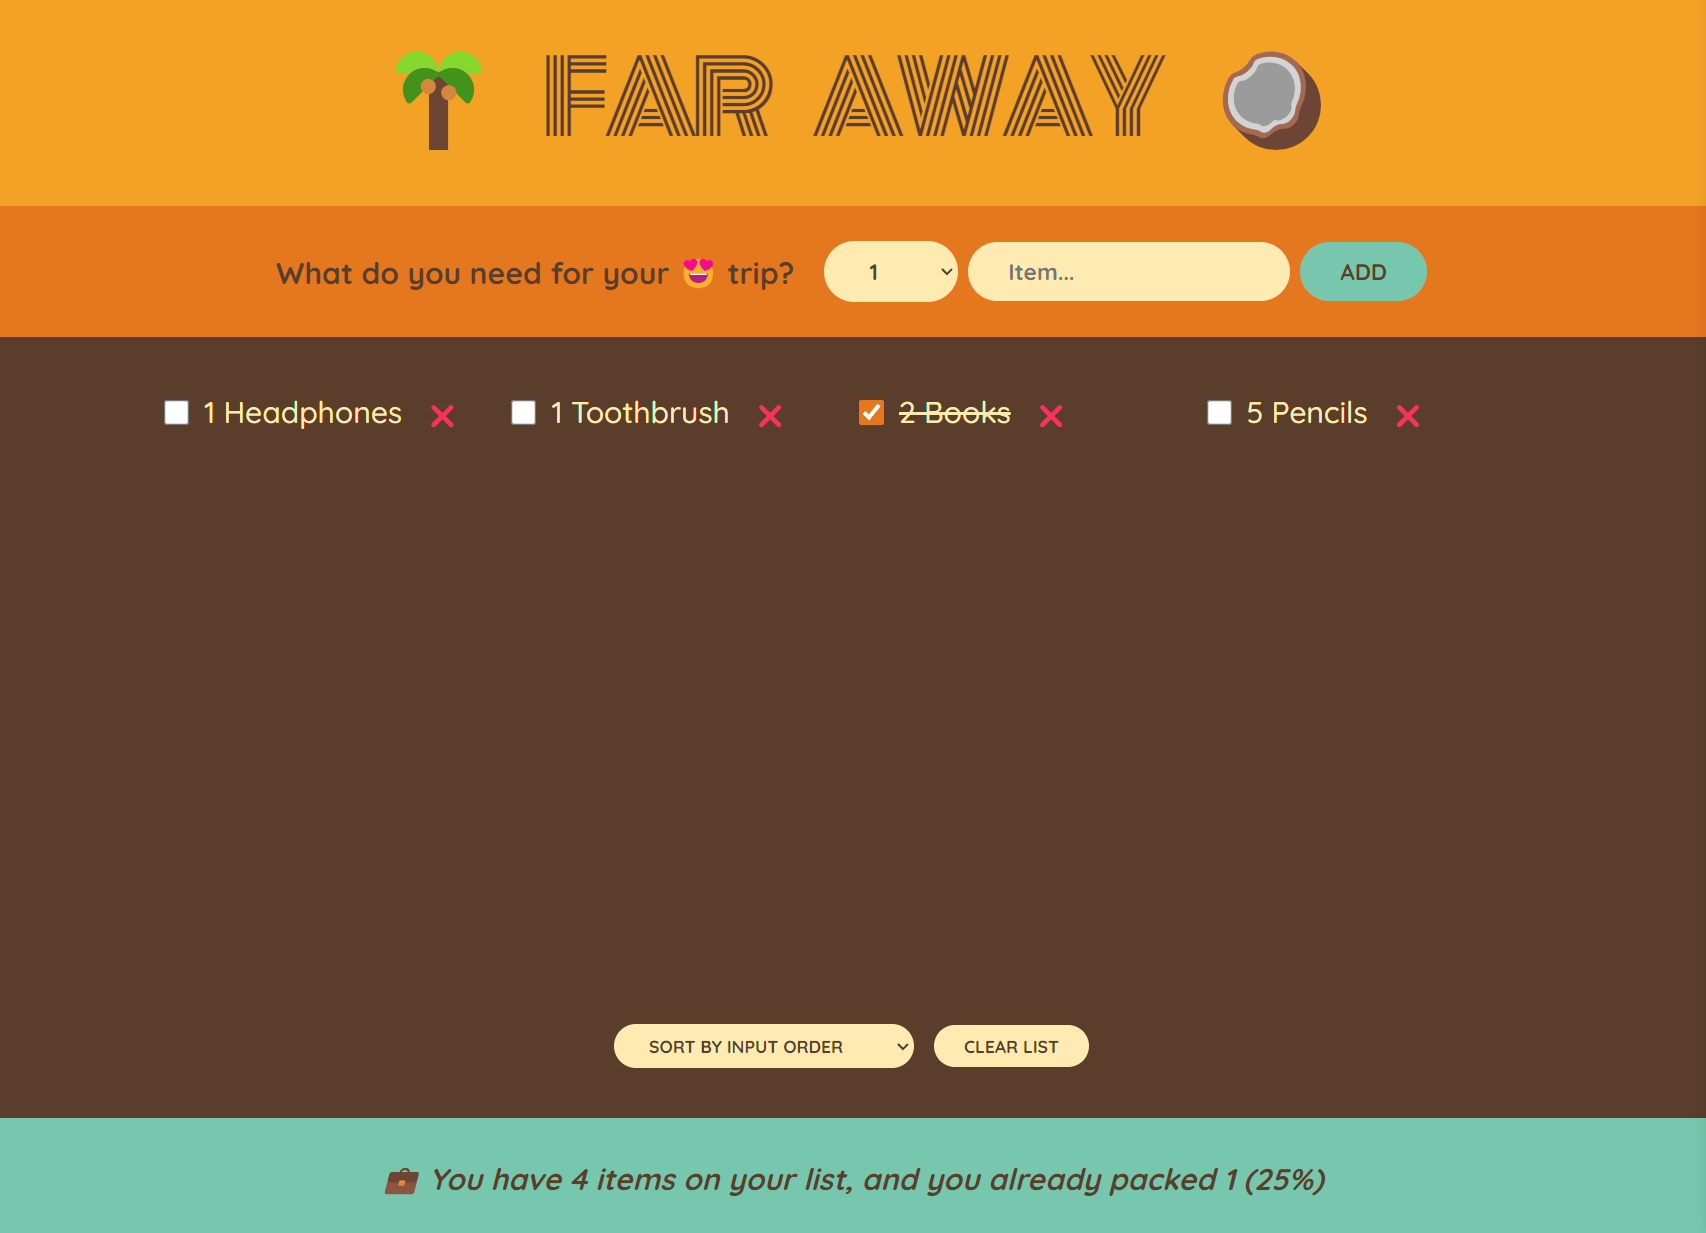 FAR AWAY
What do you need for your 😍 trip? 1 Item... ADD
1 Headphones ❌ 1 Toothbrush ❌ 2 Books ❌ 5 Pencils ❌
SORT BY INPUT ORDER CLEAR LIST
💼 You have 4 items on your list, and you already packed 1 (25%)